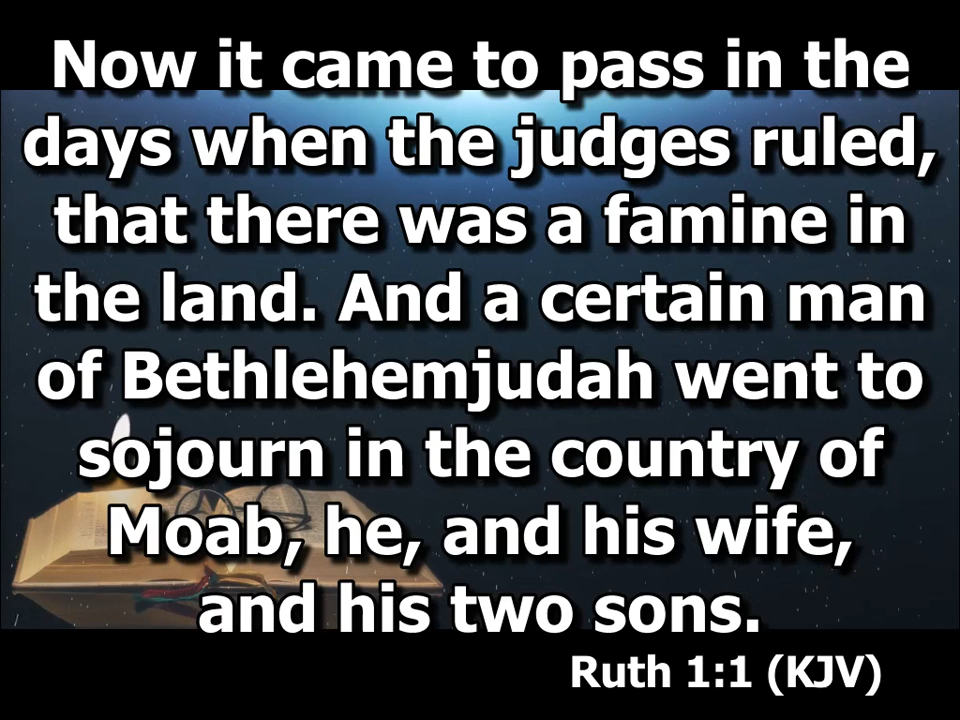 Now it came to pass in the
days when the judges ruled,
that there was a famine in
the land. And a certain man
of Bethlehemjudah went to
sojourn in the country of
Moab, he, and his wife,
and his two sons.
Ruth 1:1 (KJV)